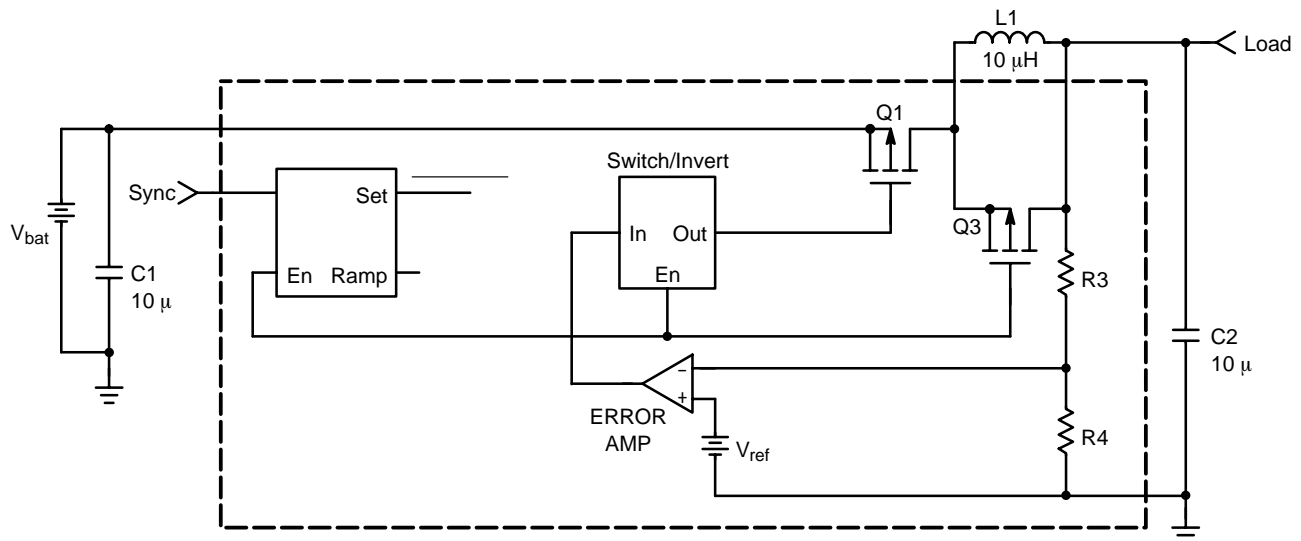 L1
10 μH
Load
Q1
Switch/Invert
Sync
Set
Q3
In
Out
V_bat
En
Ramp
En
C1
10 μ
R3
C2
10 μ
−
+
ERROR
AMP
V_ref
R4